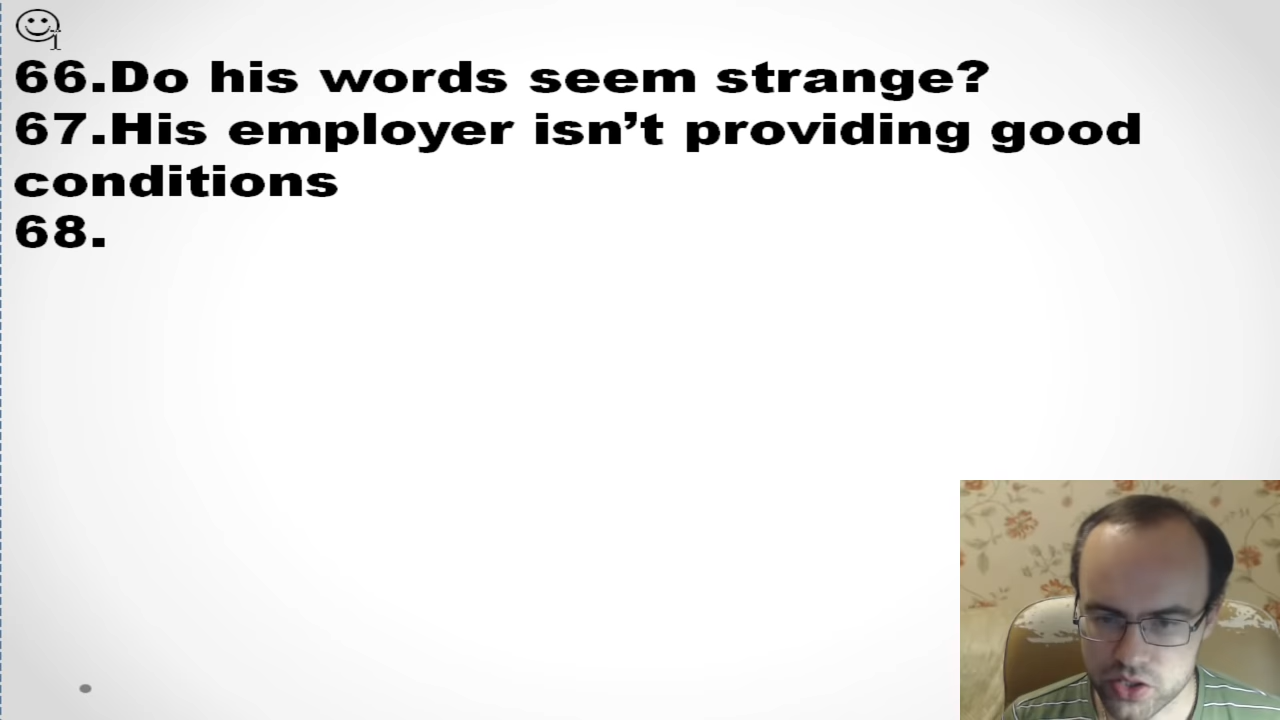 66.Do his words seem strange?
67.His employer isn’t providing good
conditions
68.